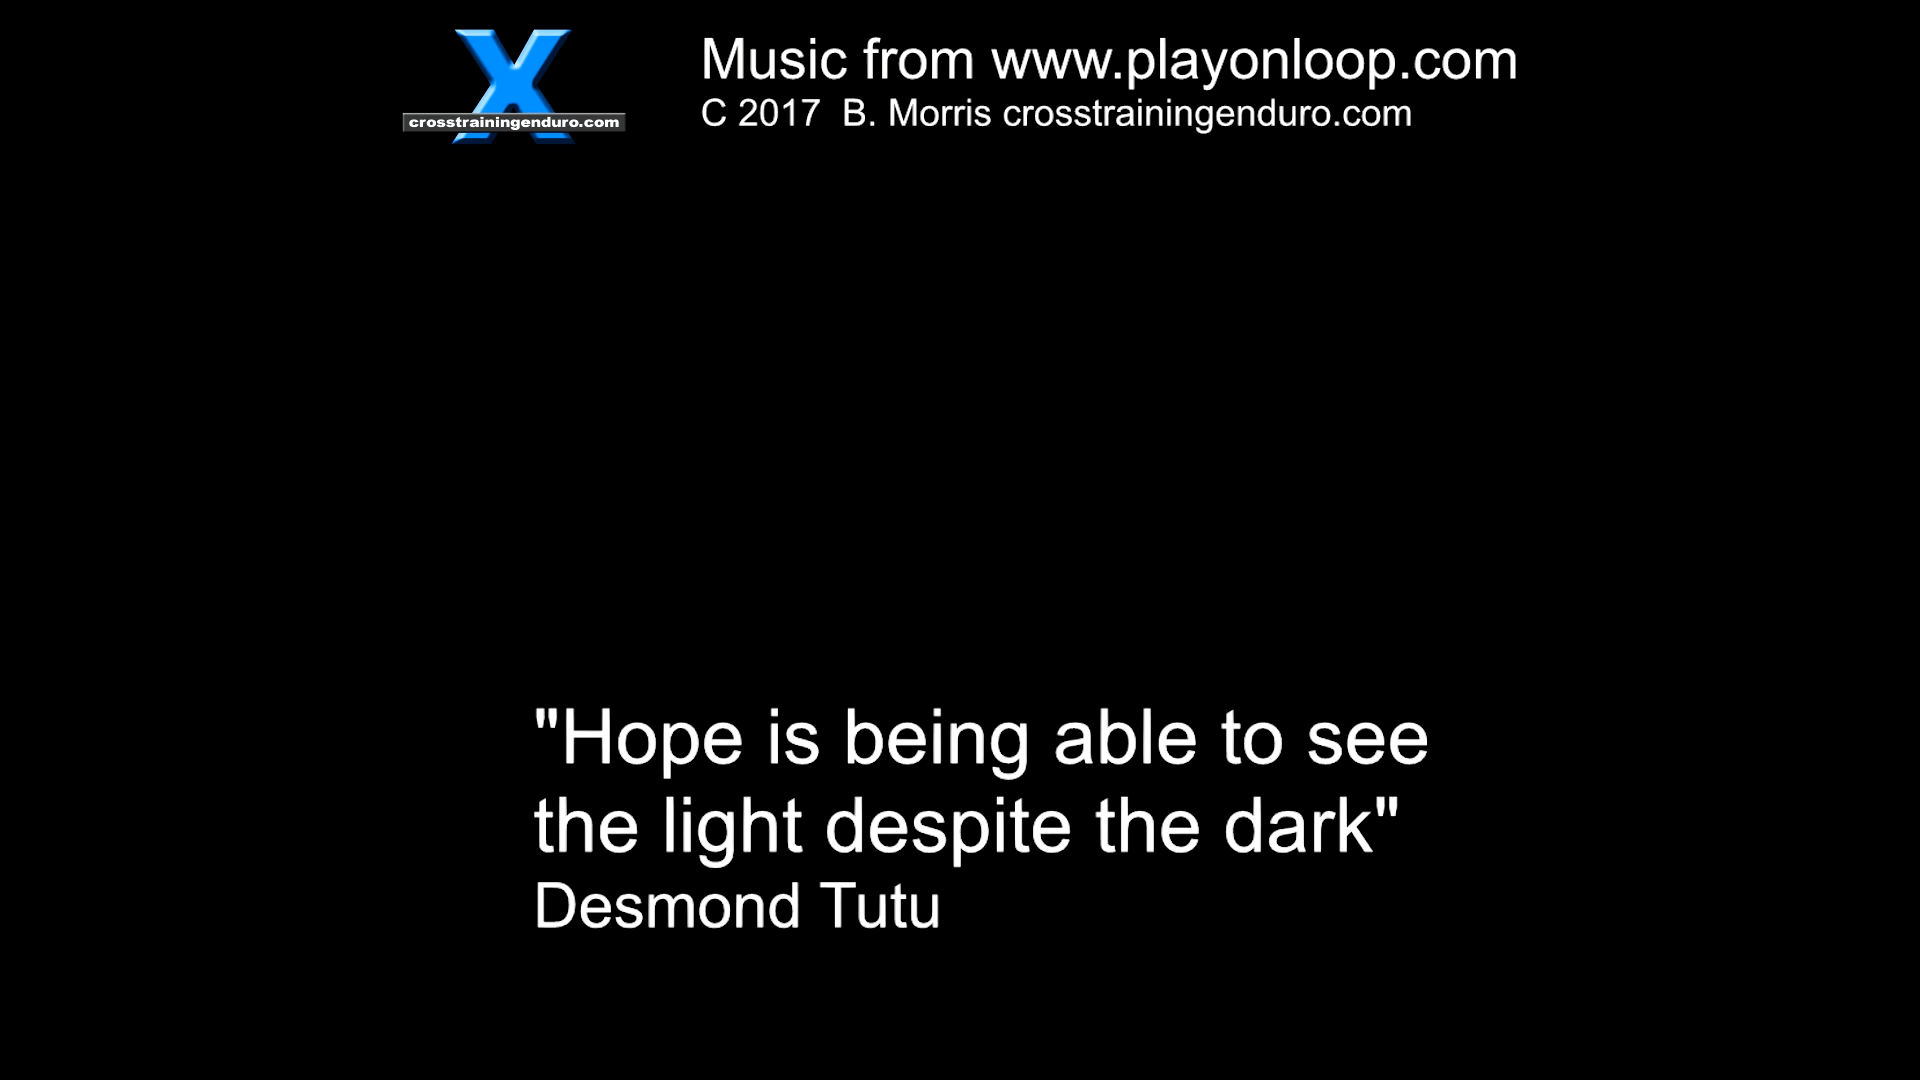 X
crosstrainingenduro.com
Music from www.playonloop.com
C 2017  B. Morris crosstrainingenduro.com
"Hope is being able to see
the light despite the dark"
Desmond Tutu